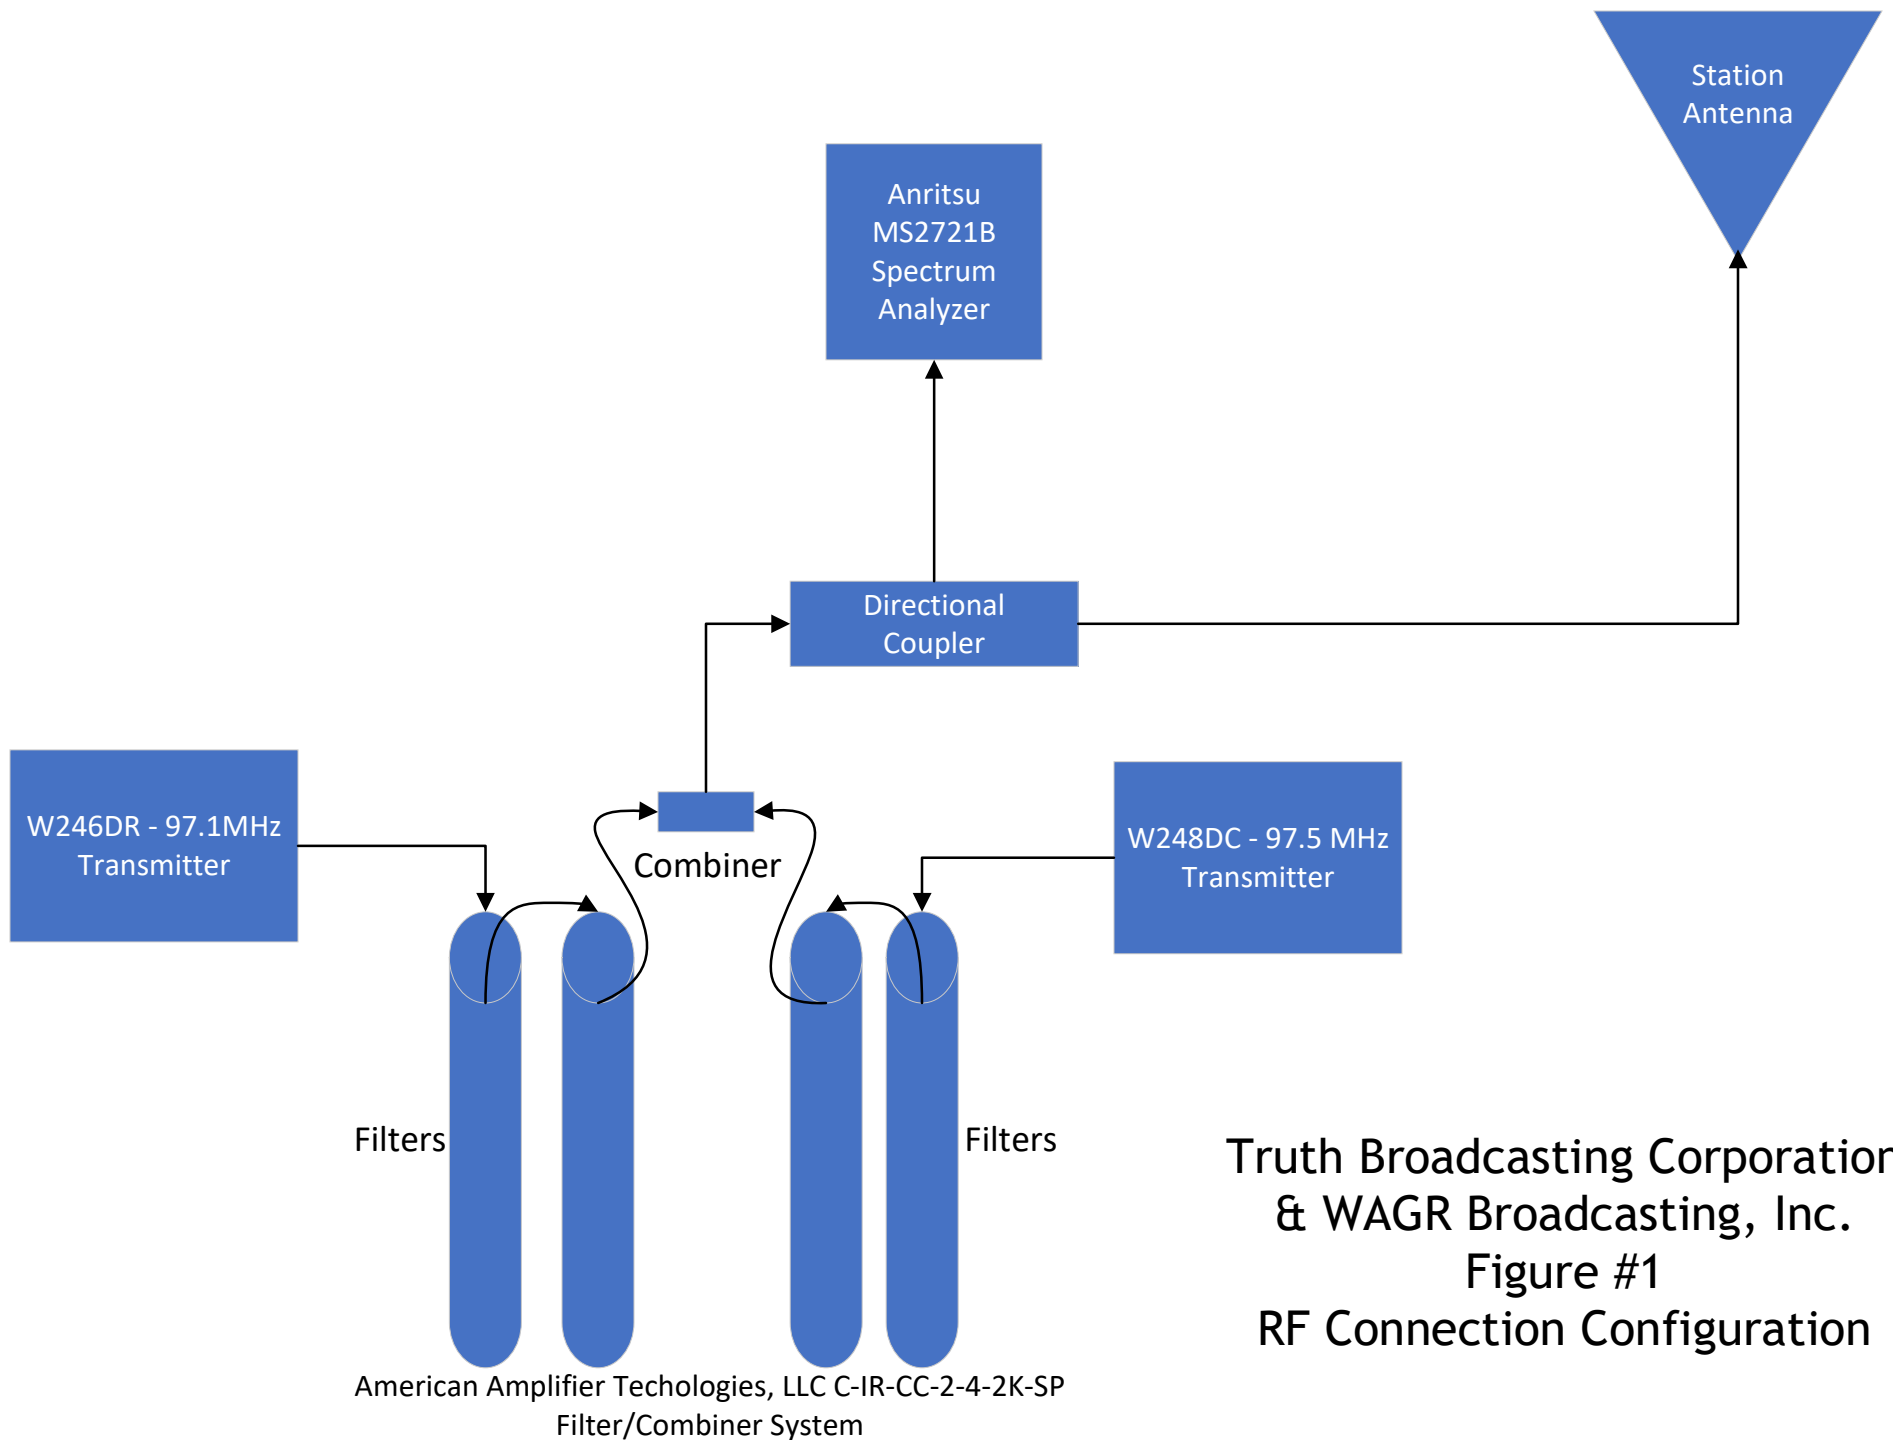 Station
Antenna
Anritsu
MS2721B
Spectrum
Analyzer
Directional
Coupler
W246DR - 97.1MHz
Transmitter
Combiner
W248DC - 97.5 MHz
Transmitter
Filters
Filters
Truth Broadcasting Corporation
& WAGR Broadcasting, Inc.
Figure #1
RF Connection Configuration
American Amplifier Techologies, LLC C-IR-CC-2-4-2K-SP
Filter/Combiner System